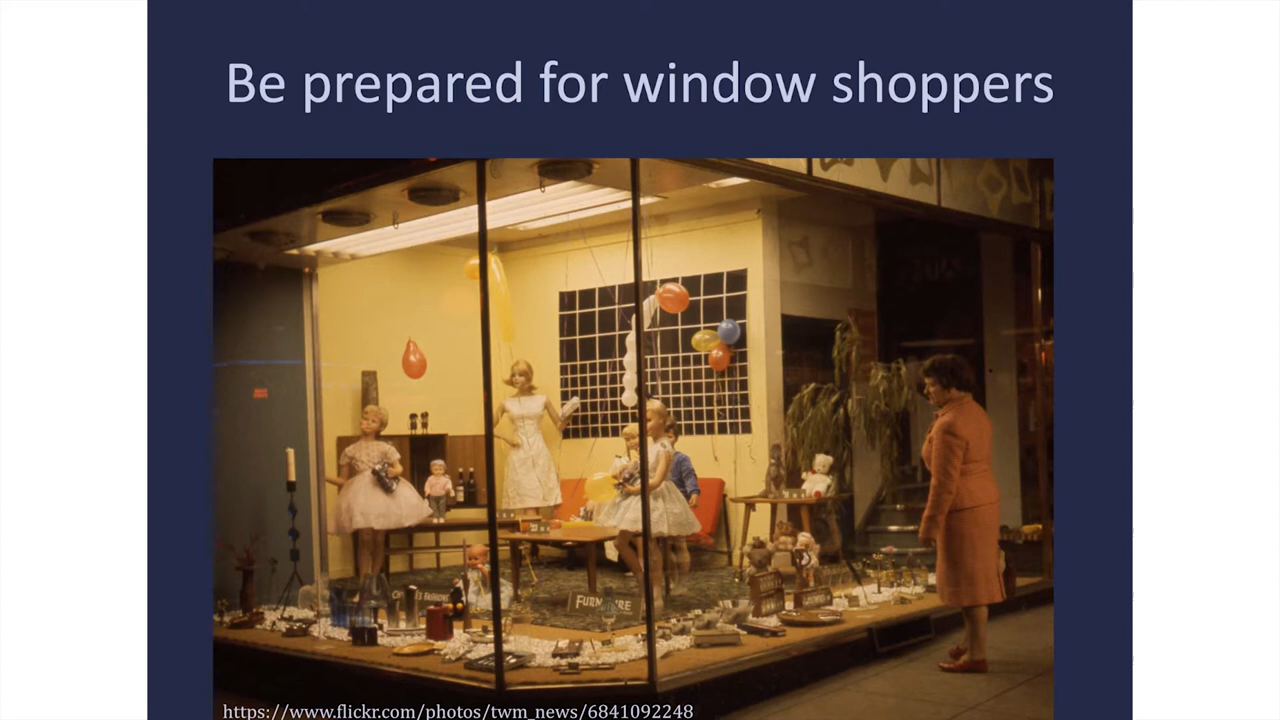 Be prepared for window shoppers
FURNITURE
https://www.flickr.com/photos/twm_news/6841092248